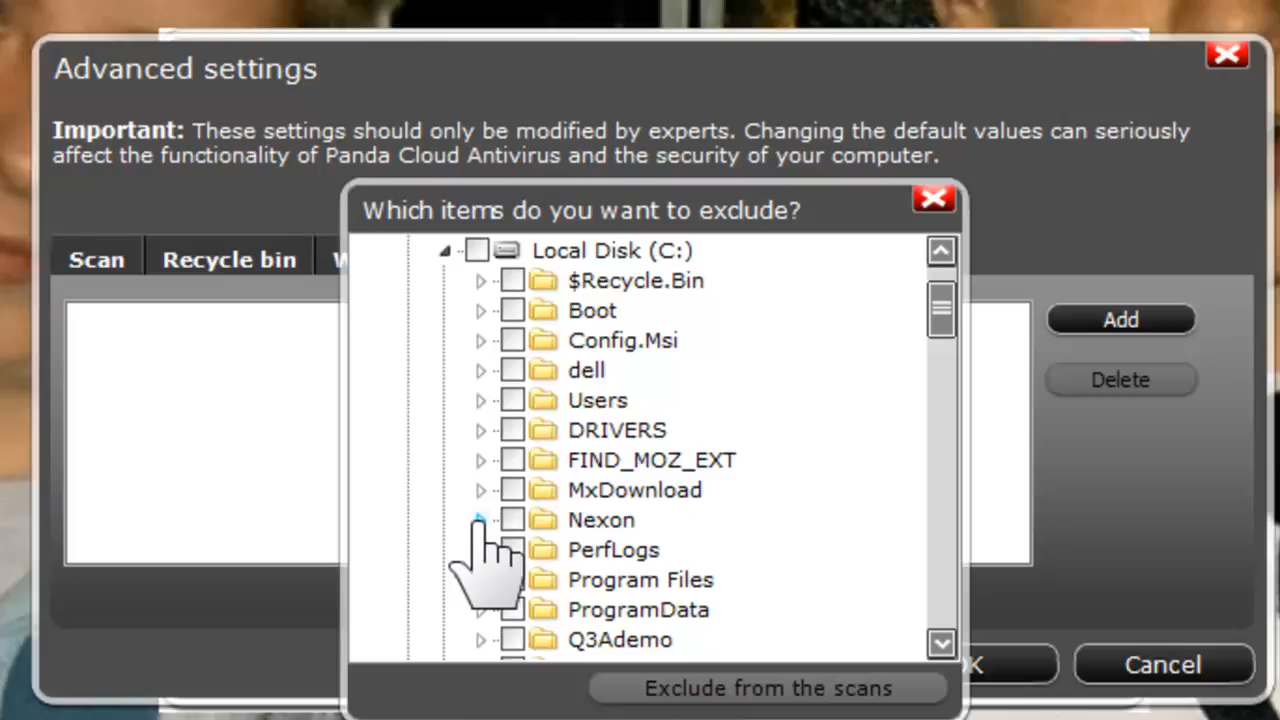 Advanced settings
Important: These settings should only be modified by experts. Changing the default values can seriously
affect the functionality of Panda Cloud Antivirus and the security of your computer.
Which items do you want to exclude?
Scan
Recycle bin
Local Disk (C:)
$Recycle.Bin
Boot
Config.Msi
dell
Users
DRIVERS
FIND_MOZ_EXT
MxDownload
Nexon
PerfLogs
Program Files
ProgramData
Q3Ademo
Add
Delete
Cancel
Exclude from the scans